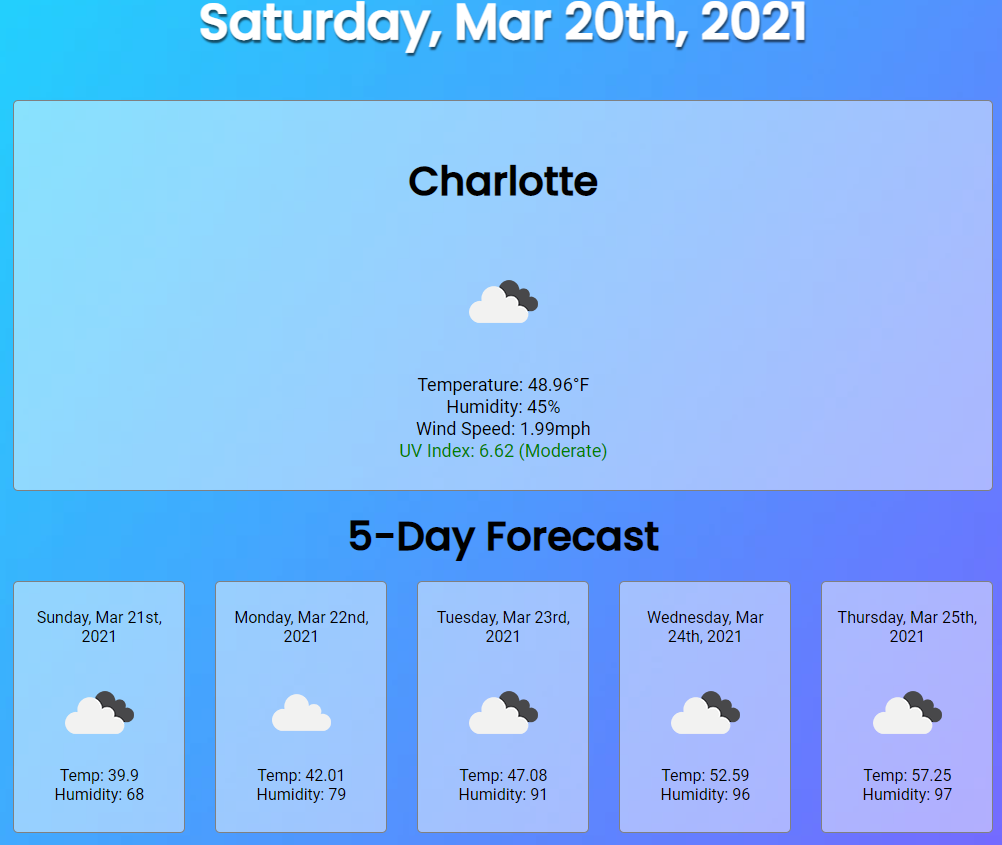 Saturday, Mar 20th, 2021
Charlotte
Temperature: 48.96°F
Humidity: 45%
Wind Speed: 1.99mph
UV Index: 6.62 (Moderate)
5-Day Forecast
Sunday, Mar 21st,
2021
Temp: 39.9
Humidity: 68
Monday, Mar 22nd,
2021
Temp: 42.01
Humidity: 79
Tuesday, Mar 23rd,
2021
Temp: 47.08
Humidity: 91
Wednesday, Mar
24th, 2021
Temp: 52.59
Humidity: 96
Thursday, Mar 25th,
2021
Temp: 57.25
Humidity: 97